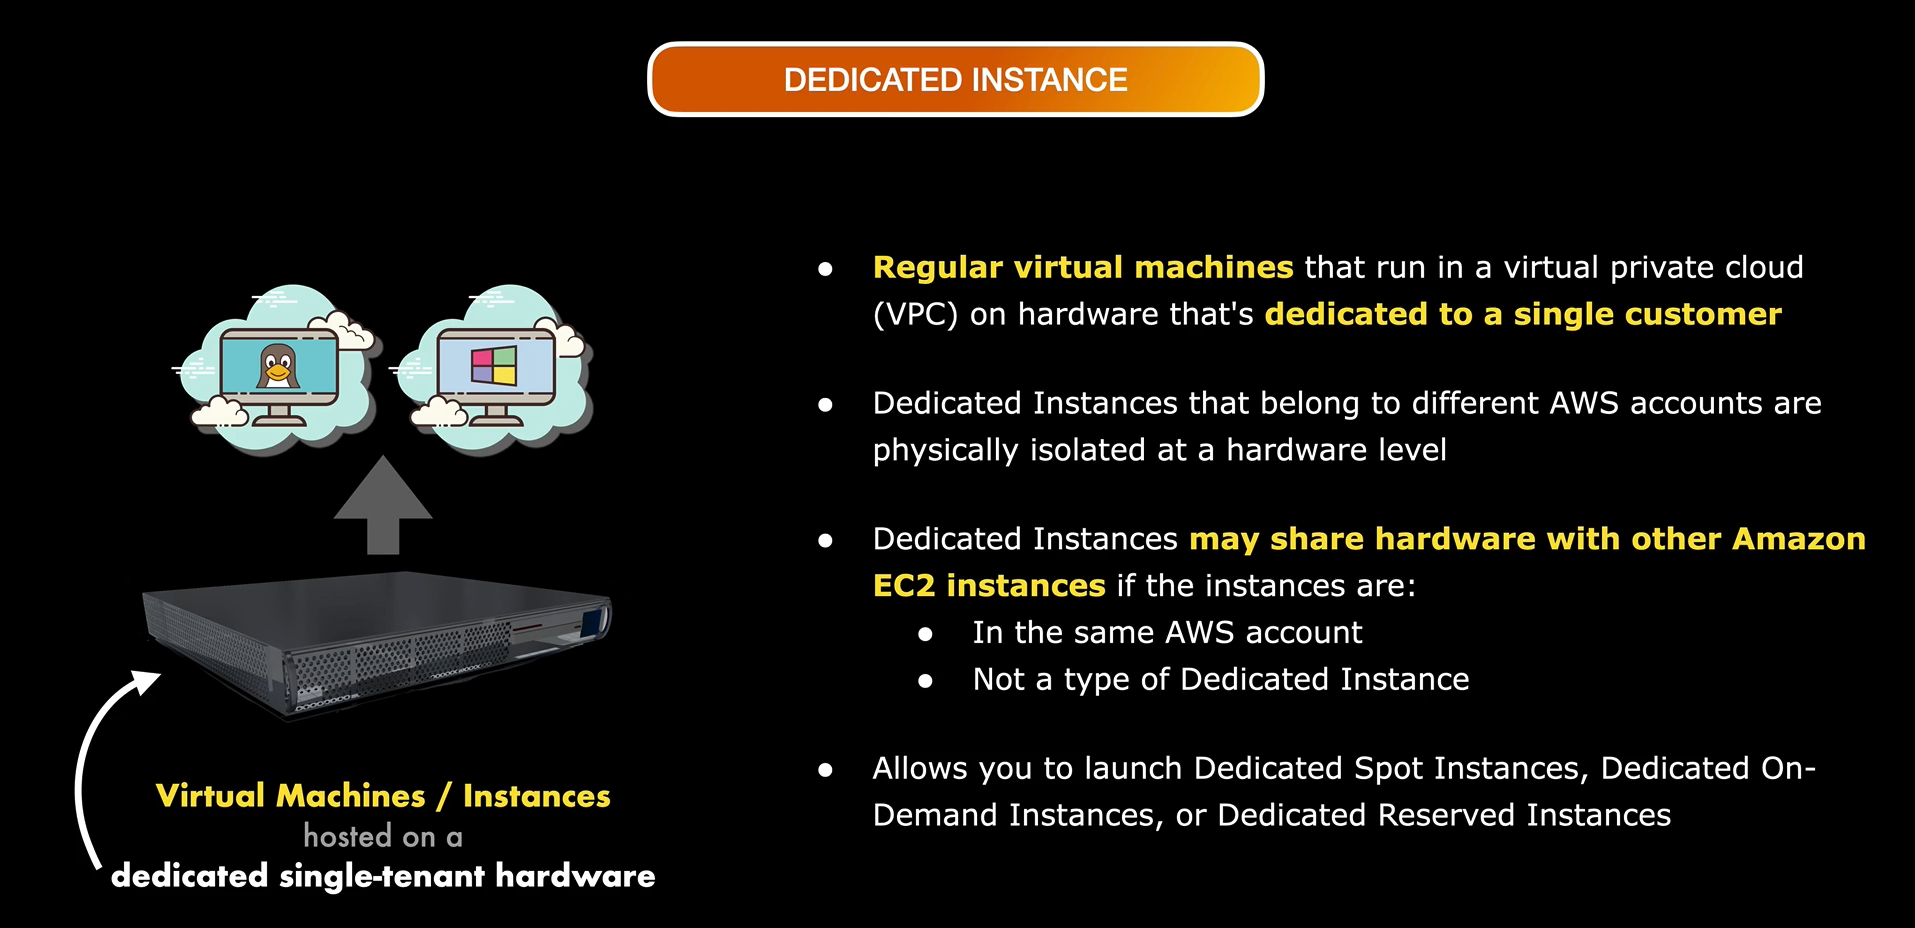 DEDICATED INSTANCE
● Regular virtual machines that run in a virtual private cloud
(VPC) on hardware that's dedicated to a single customer
● Dedicated Instances that belong to different AWS accounts are
physically isolated at a hardware level
● Dedicated Instances may share hardware with other Amazon
EC2 instances if the instances are:
● In the same AWS account
● Not a type of Dedicated Instance
● Allows you to launch Dedicated Spot Instances, Dedicated On-
Demand Instances, or Dedicated Reserved Instances
Virtual Machines / Instances
hosted on a
dedicated single-tenant hardware